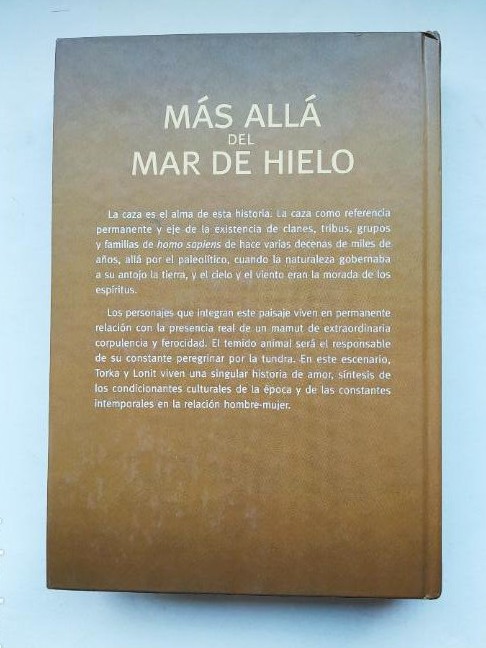 MÁS ALLÁ
DEL
MAR DE HIELO
La caza es el alma de esta historia. La caza como referencia
permanente y eje de la existencia de clanes, tribus, grupos
y familias de homo sapiens de hace varias decenas de miles de
años, allá por el paleolítico, cuando la naturaleza gobernaba
a su antojo la tierra, y el cielo y el viento eran la morada de los
espíritus.
Los personajes que integran este paisaje viven en permanente
relación con la presencia real de un mamut de extraordinaria
corpulencia y ferocidad. El temido animal será el responsable
de su constante peregrinar por la tundra. En este escenario,
Torka y Lonit viven una singular historia de amor, síntesis de
los condicionantes culturales de la época y de las constantes
intemporales en la relación hombre-mujer.